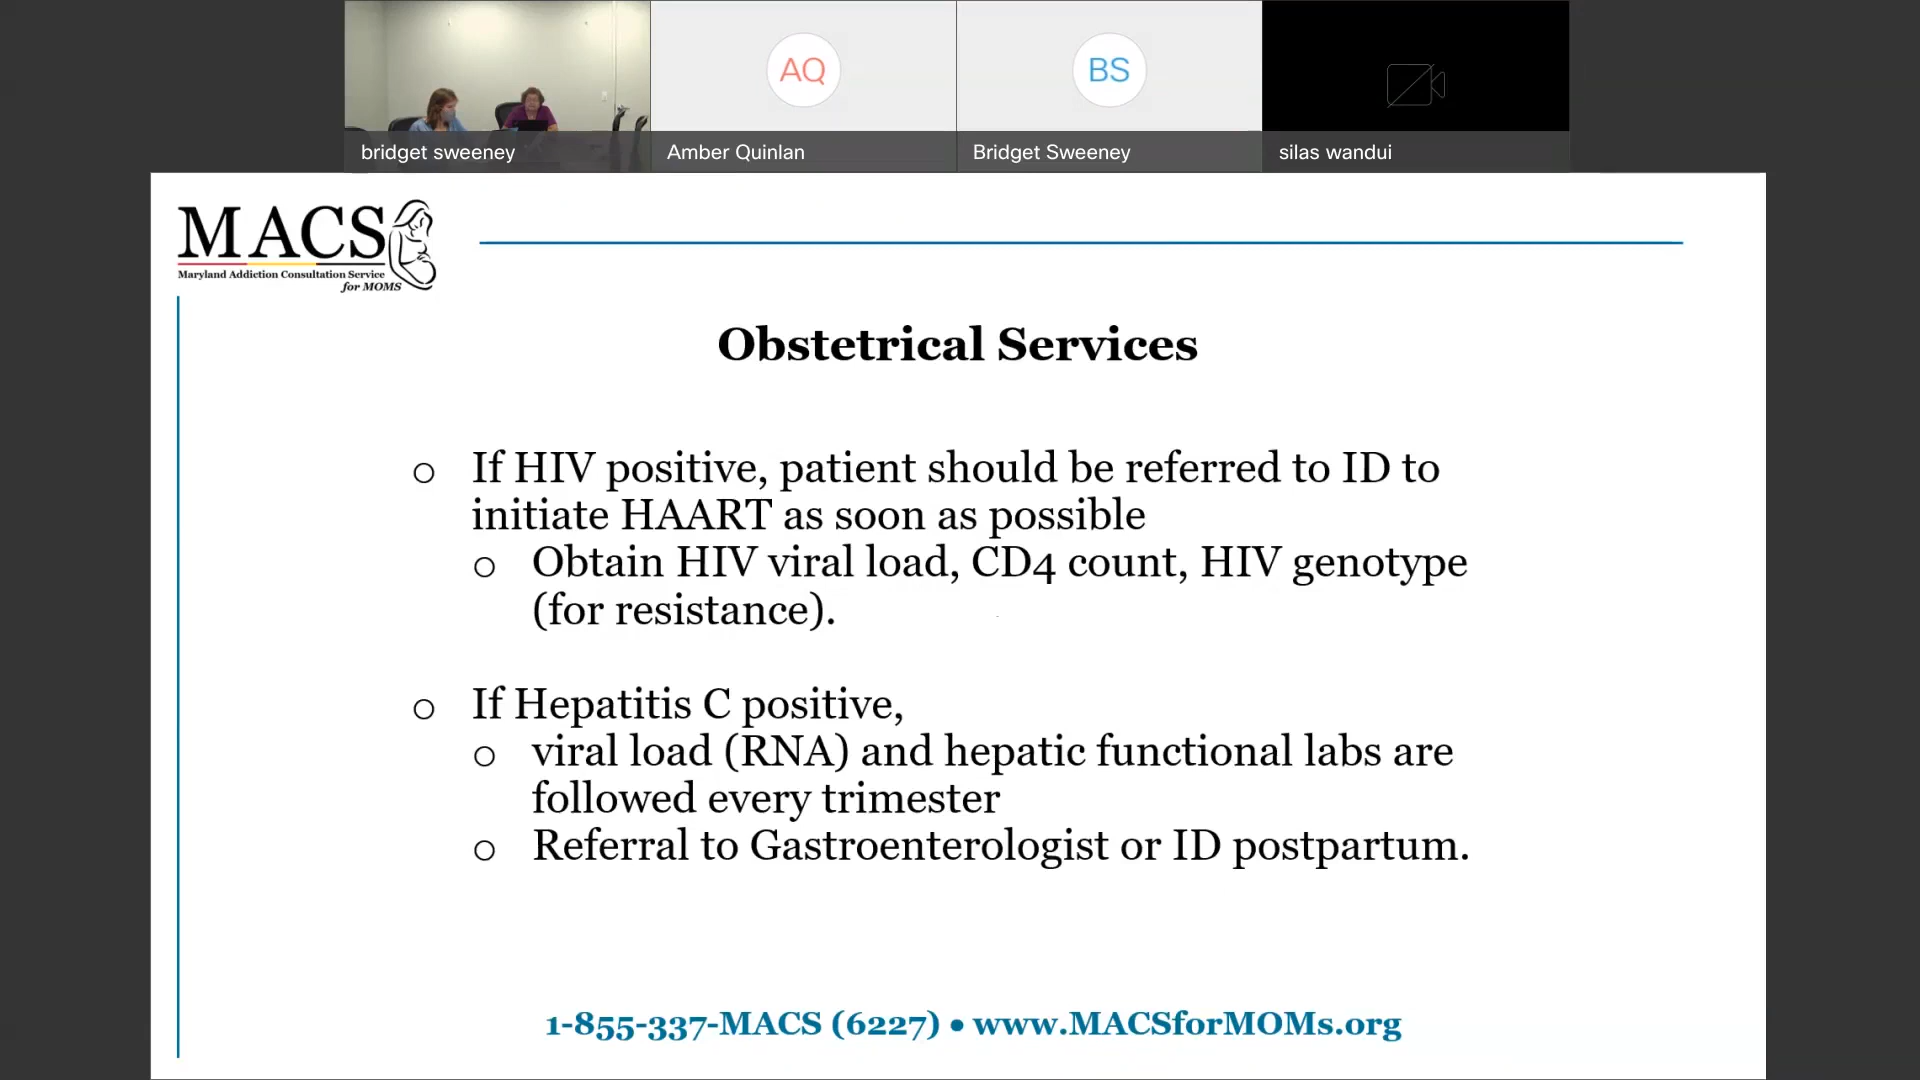 AQ
BS
bridget sweeney
Amber Quinlan
Bridget Sweeney
silas wandui
MACS
Maryland Addiction Consultation Service
for MOMS
Obstetrical Services
If HIV positive, patient should be referred to ID to
initiate HAART as soon as possible
Obtain HIV viral load, CD4 count, HIV genotype
(for resistance).
If Hepatitis C positive,
viral load (RNA) and hepatic functional labs are
followed every trimester
Referral to Gastroenterologist or ID postpartum.
1-855-337-MACS (6227) • www.MACSforMOMs.org